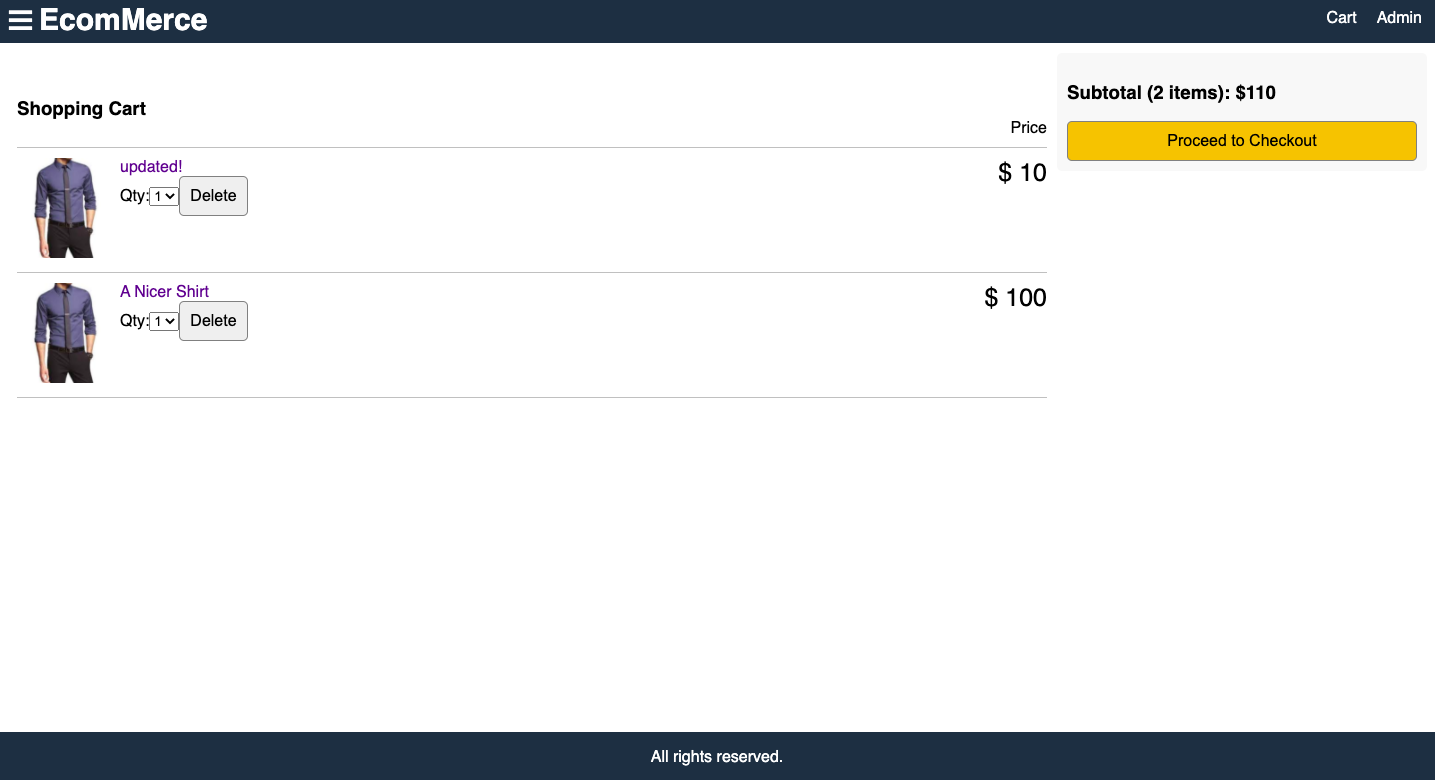 EcomMerce
Cart Admin
Shopping Cart
Price
updated!
Qty: 1 Delete
$ 10
A Nicer Shirt
Qty: 1 Delete
$ 100
Subtotal (2 items): $110
Proceed to Checkout
All rights reserved.